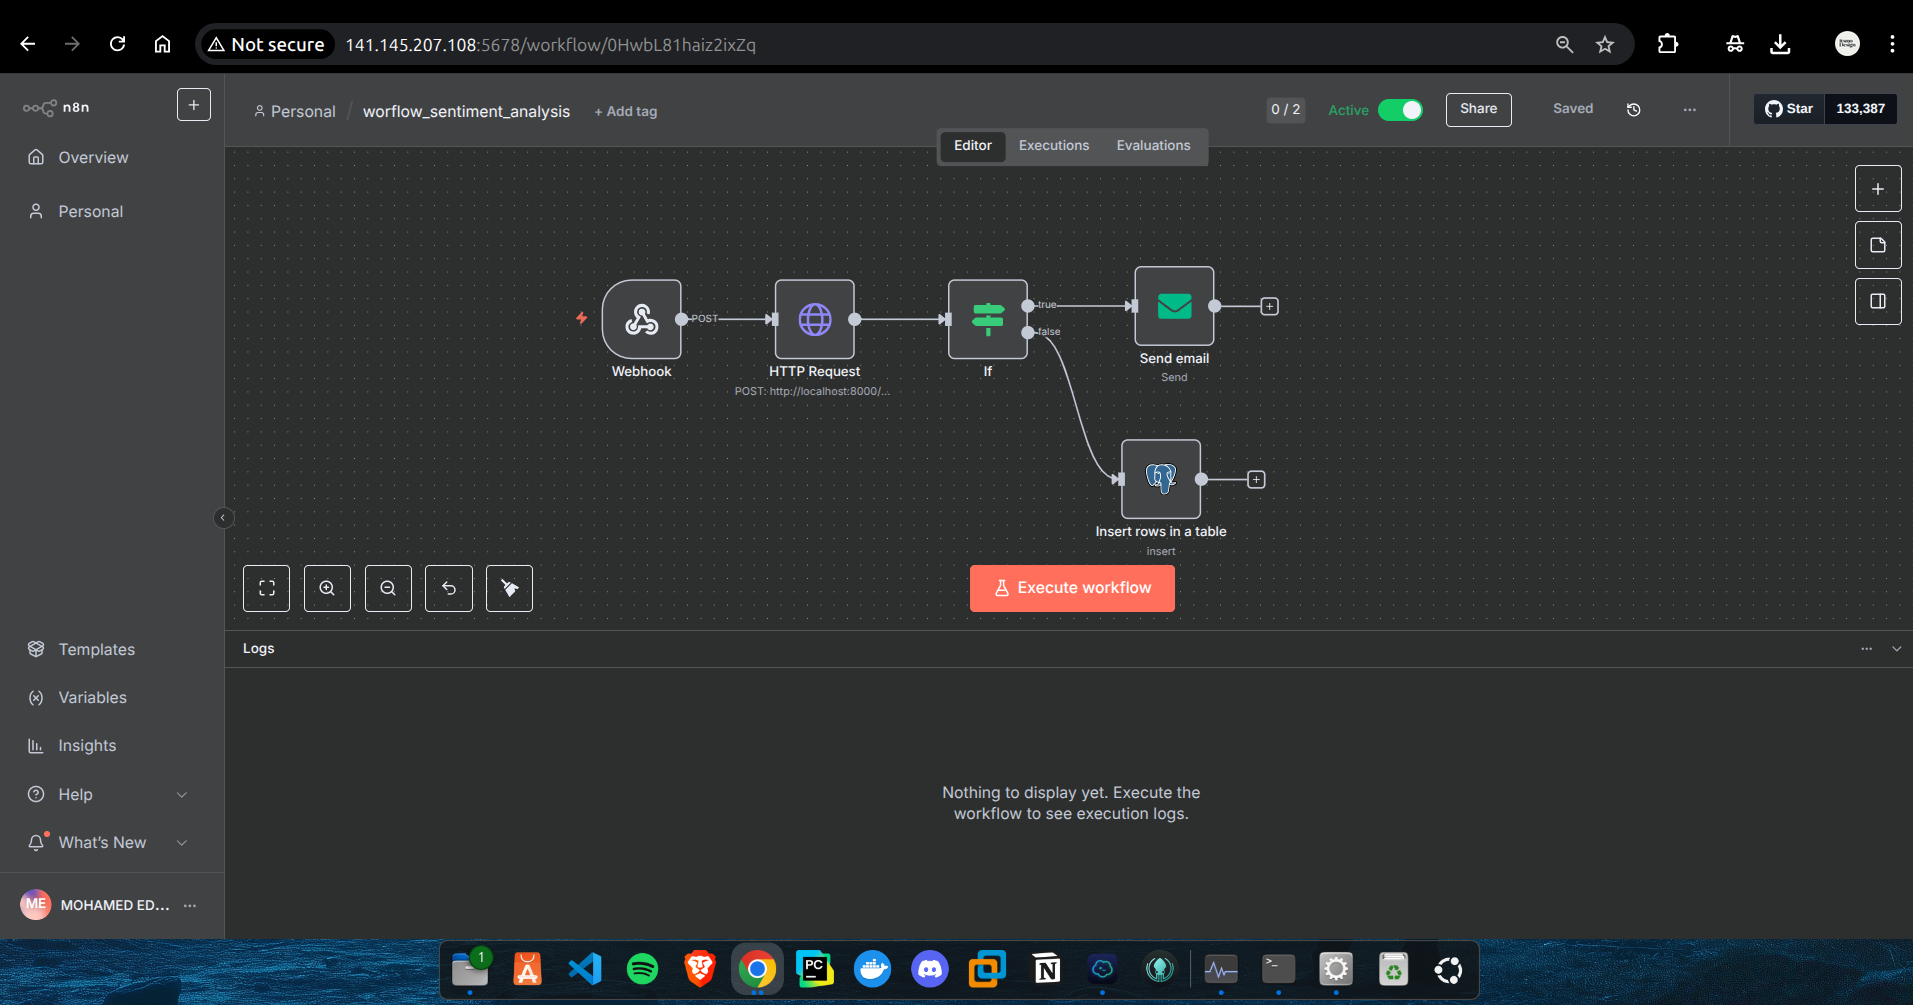 Not secure
141.145.207.108:5678/workflow/0HwbL81haiz2ixZq
n8n
Personal / worflow_sentiment_analysis + Add tag
0 / 2
Active
Share
Saved
Star 133,387
Editor Executions Evaluations
Overview
Personal
POST
true
false
Webhook
HTTP Request
POST: http://localhost:8000/...
If
Send email
Send
Insert rows in a table
insert
Execute workflow
Logs
Nothing to display yet. Execute the
workflow to see execution logs.
Templates
Variables
Insights
Help
What's New
ME MOHAMED ED...
1
PC